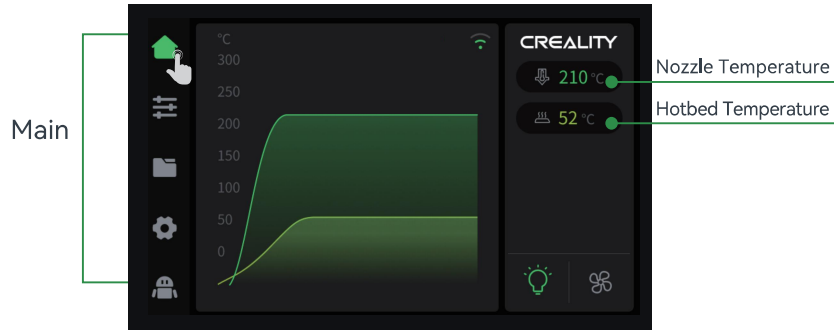 Main
°C
300
250
200
150
100
50
0
CREALITY
210 °C
52 °C
Nozzle Temperature
Hotbed Temperature